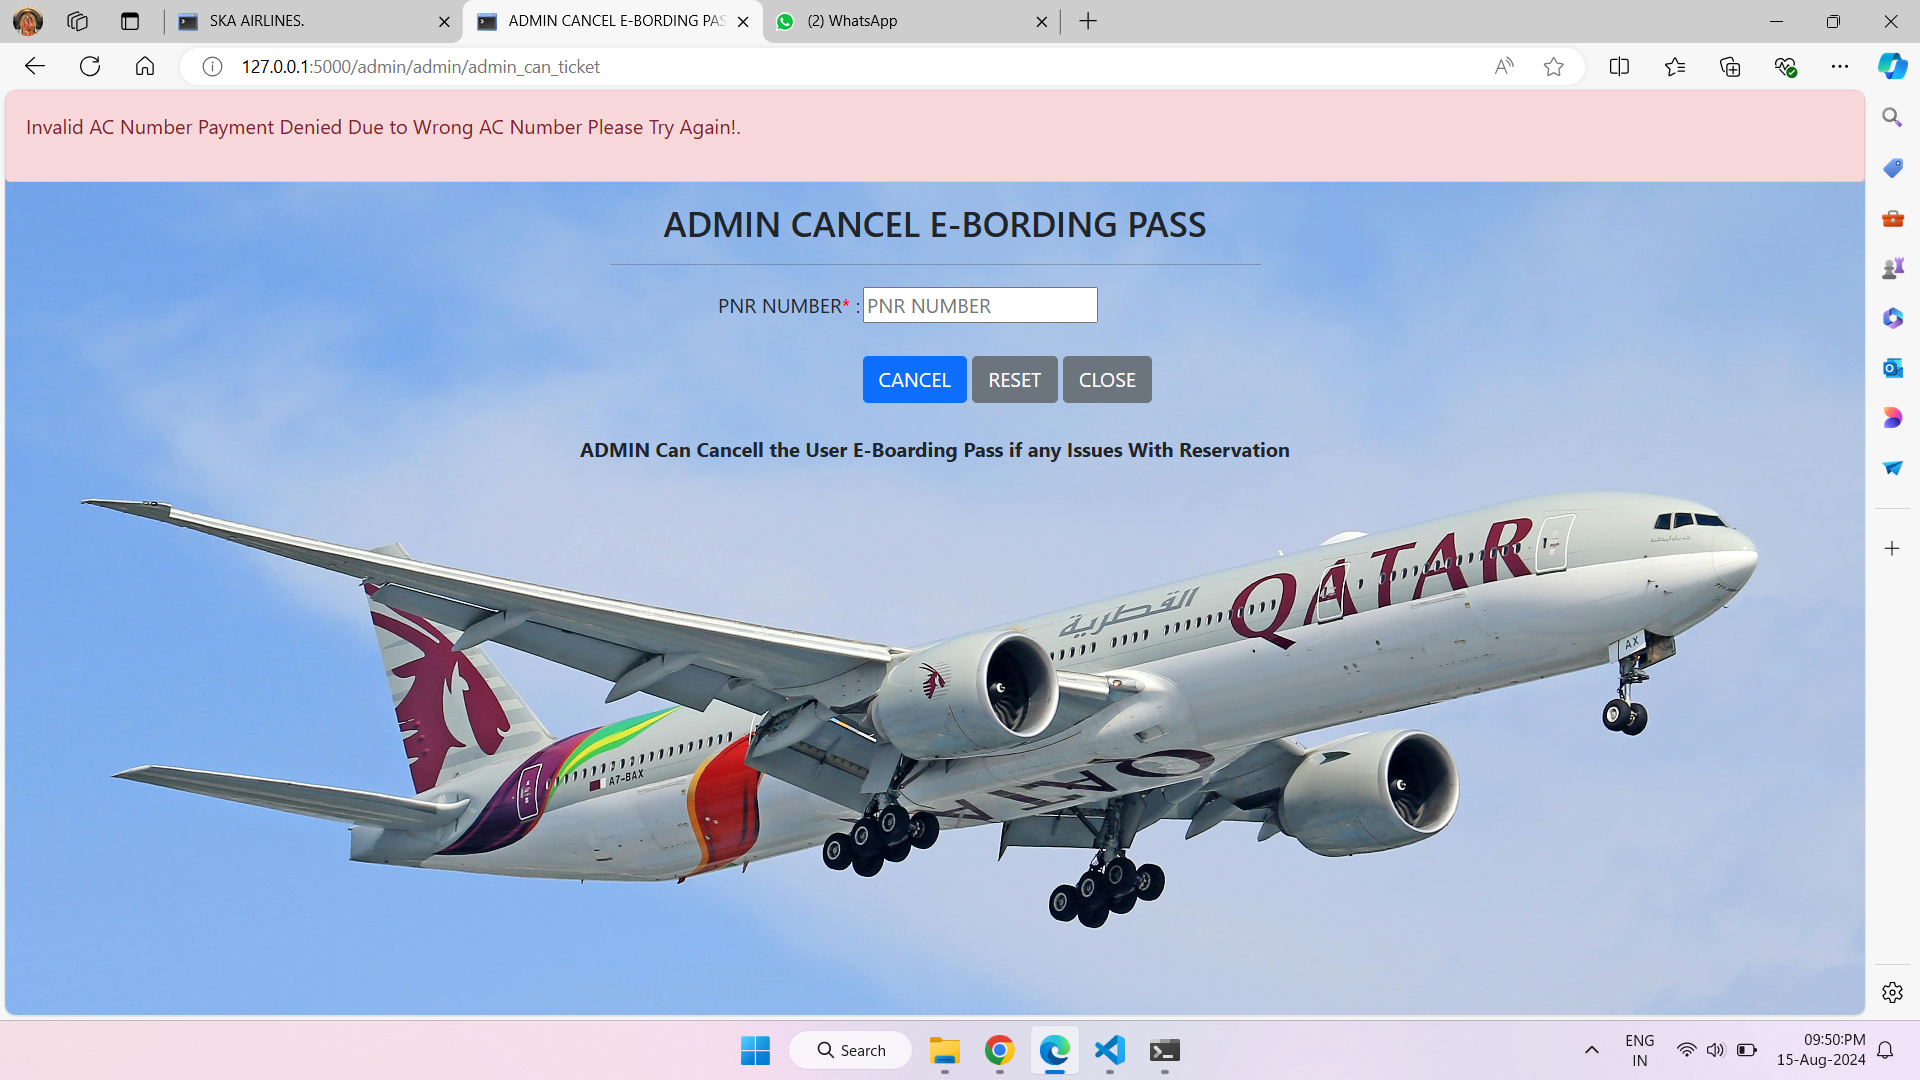 SKA AIRLINES.
ADMIN CANCEL E-BORDING PAS
(2) WhatsApp
127.0.0.1:5000/admin/admin/admin_can_ticket
Invalid AC Number Payment Denied Due to Wrong AC Number Please Try Again!.
ADMIN CANCEL E-BORDING PASS
PNR NUMBER* : PNR NUMBER
CANCEL RESET CLOSE
ADMIN Can Cancell the User E-Boarding Pass if any Issues With Reservation
QATAR
القطرية
AX
A7-BAX
QATAR
Search
ENG
IN
09:50:PM
15-Aug-2024